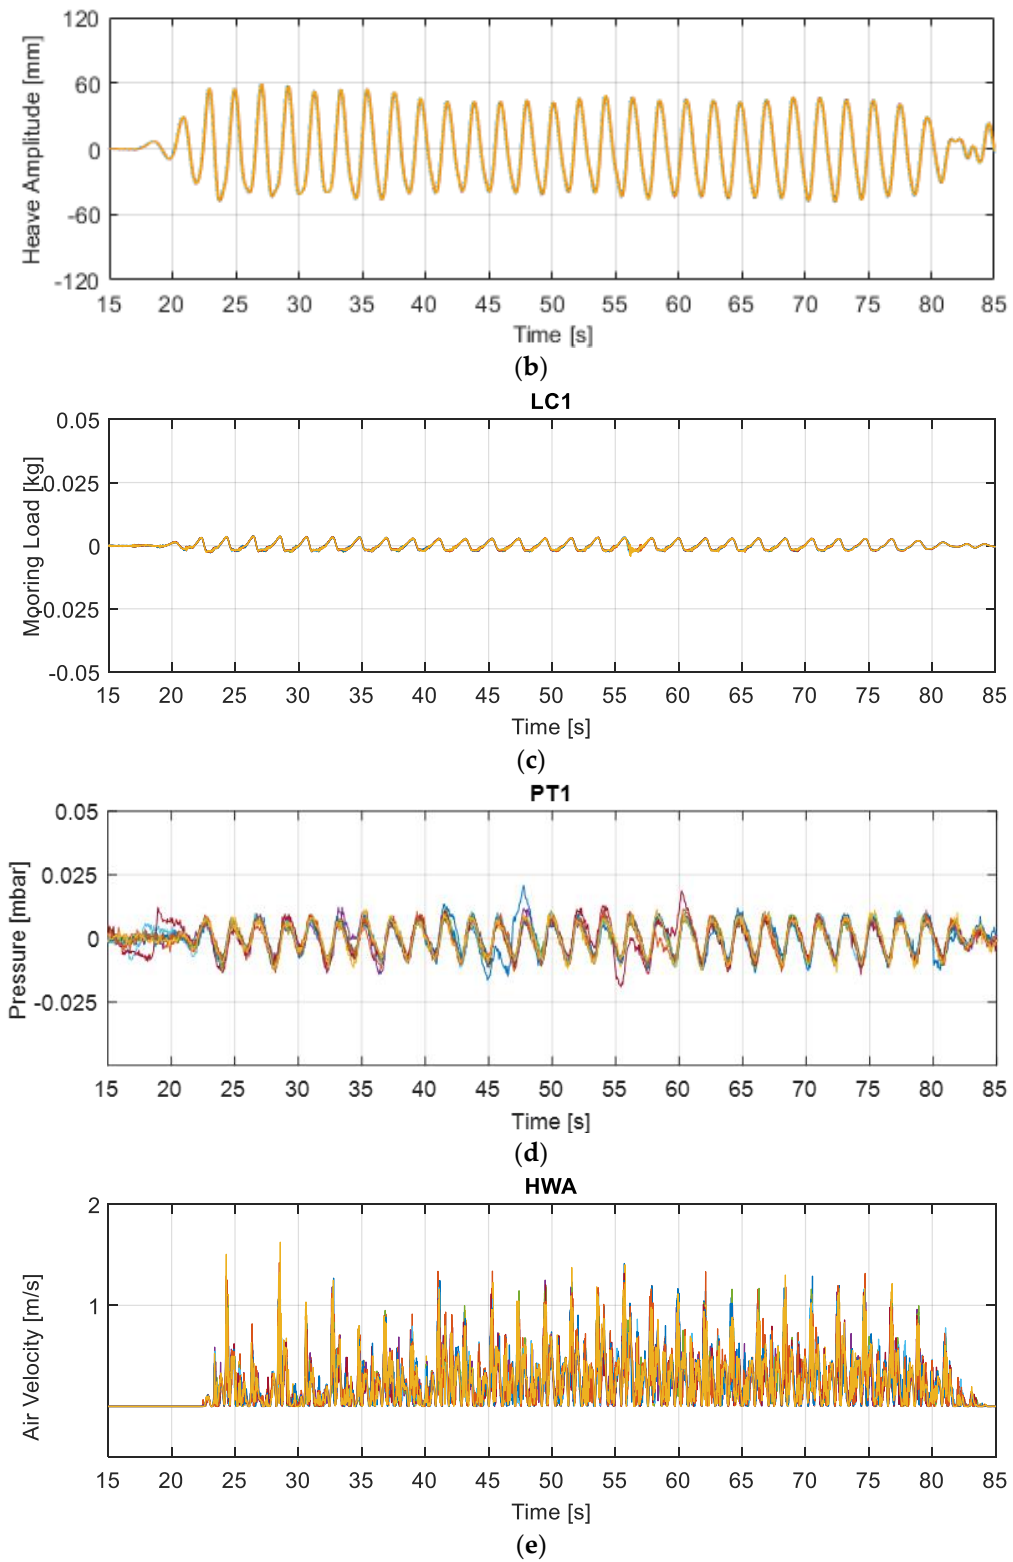 120
60
0
-60
-120
Heave Amplitude [mm]
15 20 25 30 35 40 45 50 55 60 65 70 75 80 85
Time [s]
(b)
LC1
0.05
0.025
0
-0.025
-0.05
Mooring Load [kg]
15 20 25 30 35 40 45 50 55 60 65 70 75 80 85
Time [s]
(c)
PT1
0.05
0.025
0
-0.025
Pressure [mbar]
15 20 25 30 35 40 45 50 55 60 65 70 75 80 85
Time [s]
(d)
HWA
2
1
Air Velocity [m/s]
15 20 25 30 35 40 45 50 55 60 65 70 75 80 85
Time [s]
(e)